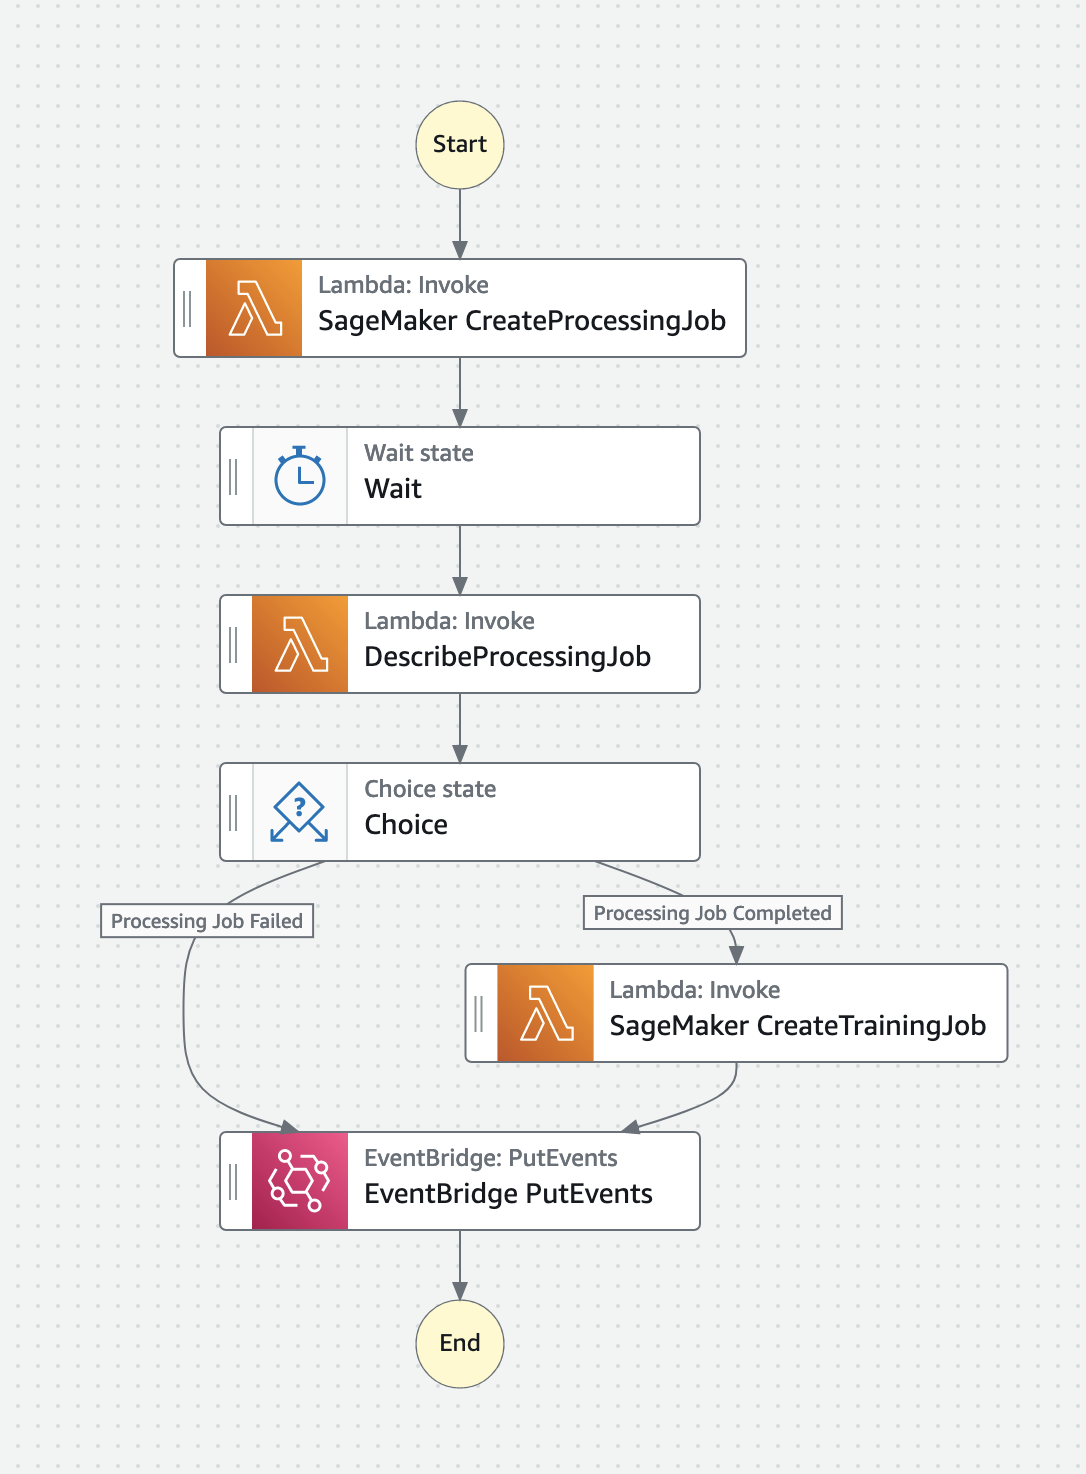 Start
Lambda: Invoke
SageMaker CreateProcessingJob
Wait state
Wait
Lambda: Invoke
DescribeProcessingJob
Choice state
?
Choice
Processing Job Failed
Processing Job Completed
Lambda: Invoke
SageMaker CreateTrainingJob
EventBridge: PutEvents
EventBridge PutEvents
End